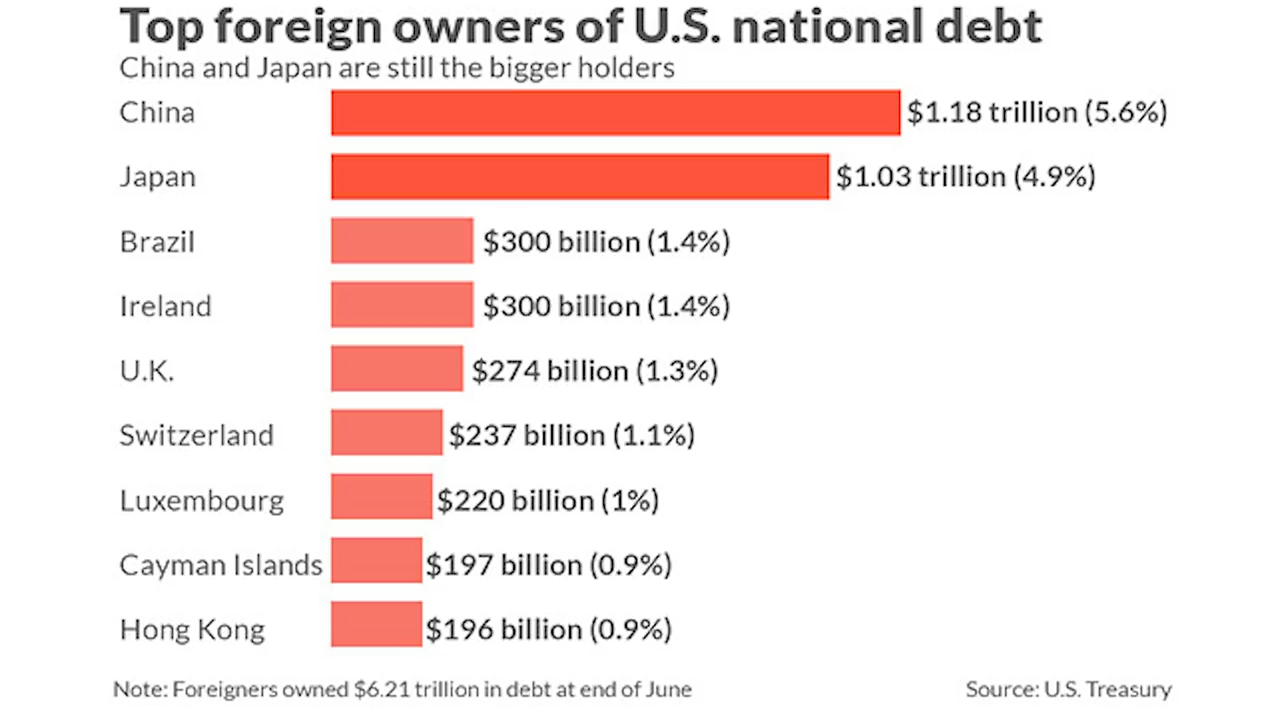 Top foreign owners of U.S. national debt
China and Japan are still the bigger holders
China $1.18 trillion (5.6%)
Japan $1.03 trillion (4.9%)
Brazil $300 billion (1.4%)
Ireland $300 billion (1.4%)
U.K. $274 billion (1.3%)
Switzerland $237 billion (1.1%)
Luxembourg $220 billion (1%)
Cayman Islands $197 billion (0.9%)
Hong Kong $196 billion (0.9%)
Note: Foreigners owned $6.21 trillion in debt at end of June Source: U.S. Treasury